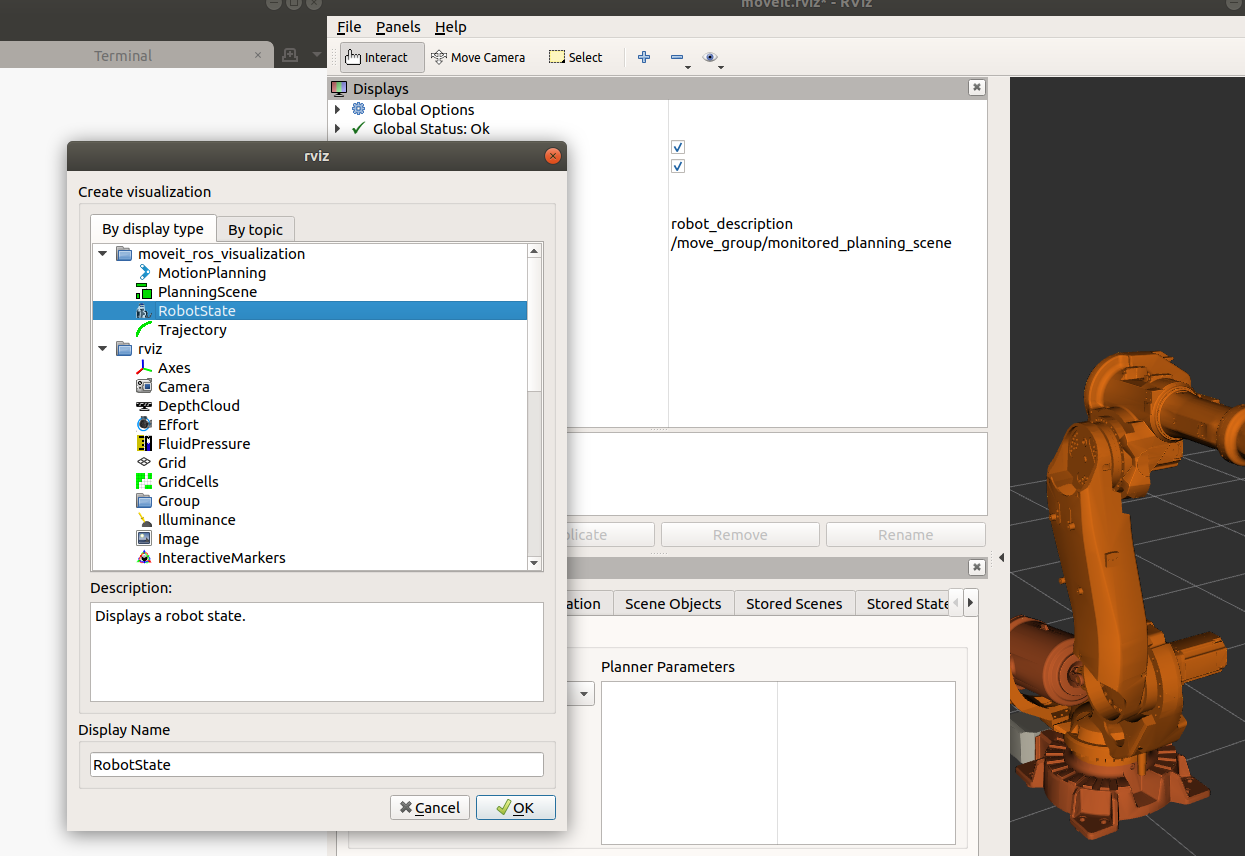 moveit.rviz* - RViz
Terminal
File Panels Help
Interact Move Camera Select
Displays
Global Options
Global Status: Ok
robot_description
/move_group/monitored_planning_scene
rviz
Create visualization
By display type By topic
moveit_ros_visualization
MotionPlanning
PlanningScene
RobotState
Trajectory
rviz
Axes
Camera
DepthCloud
Effort
FluidPressure
Grid
GridCells
Group
Illuminance
Image
InteractiveMarkers
Description:
Displays a robot state.
Display Name
RobotState
Cancel OK
plicate Remove Rename
ation Scene Objects Stored Scenes Stored State
Planner Parameters